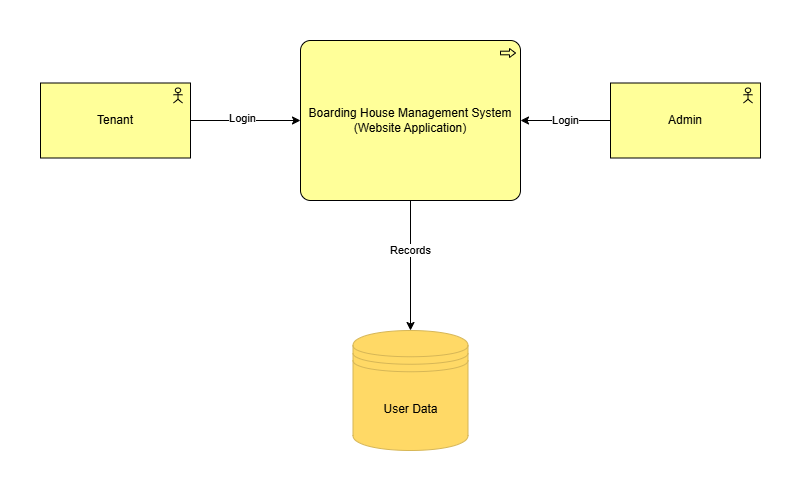 Tenant
Login
Boarding House Management System
(Website Application)
Login
Admin
Records
User Data